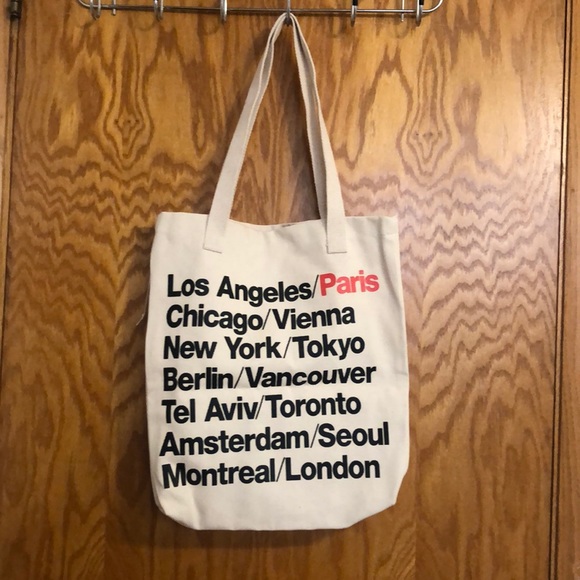 Los Angeles/Paris
Chicago/Vienna
New York/Tokyo
Berlin/Vancouver
Tel Aviv/Toronto
Amsterdam/Seoul
Montreal/London